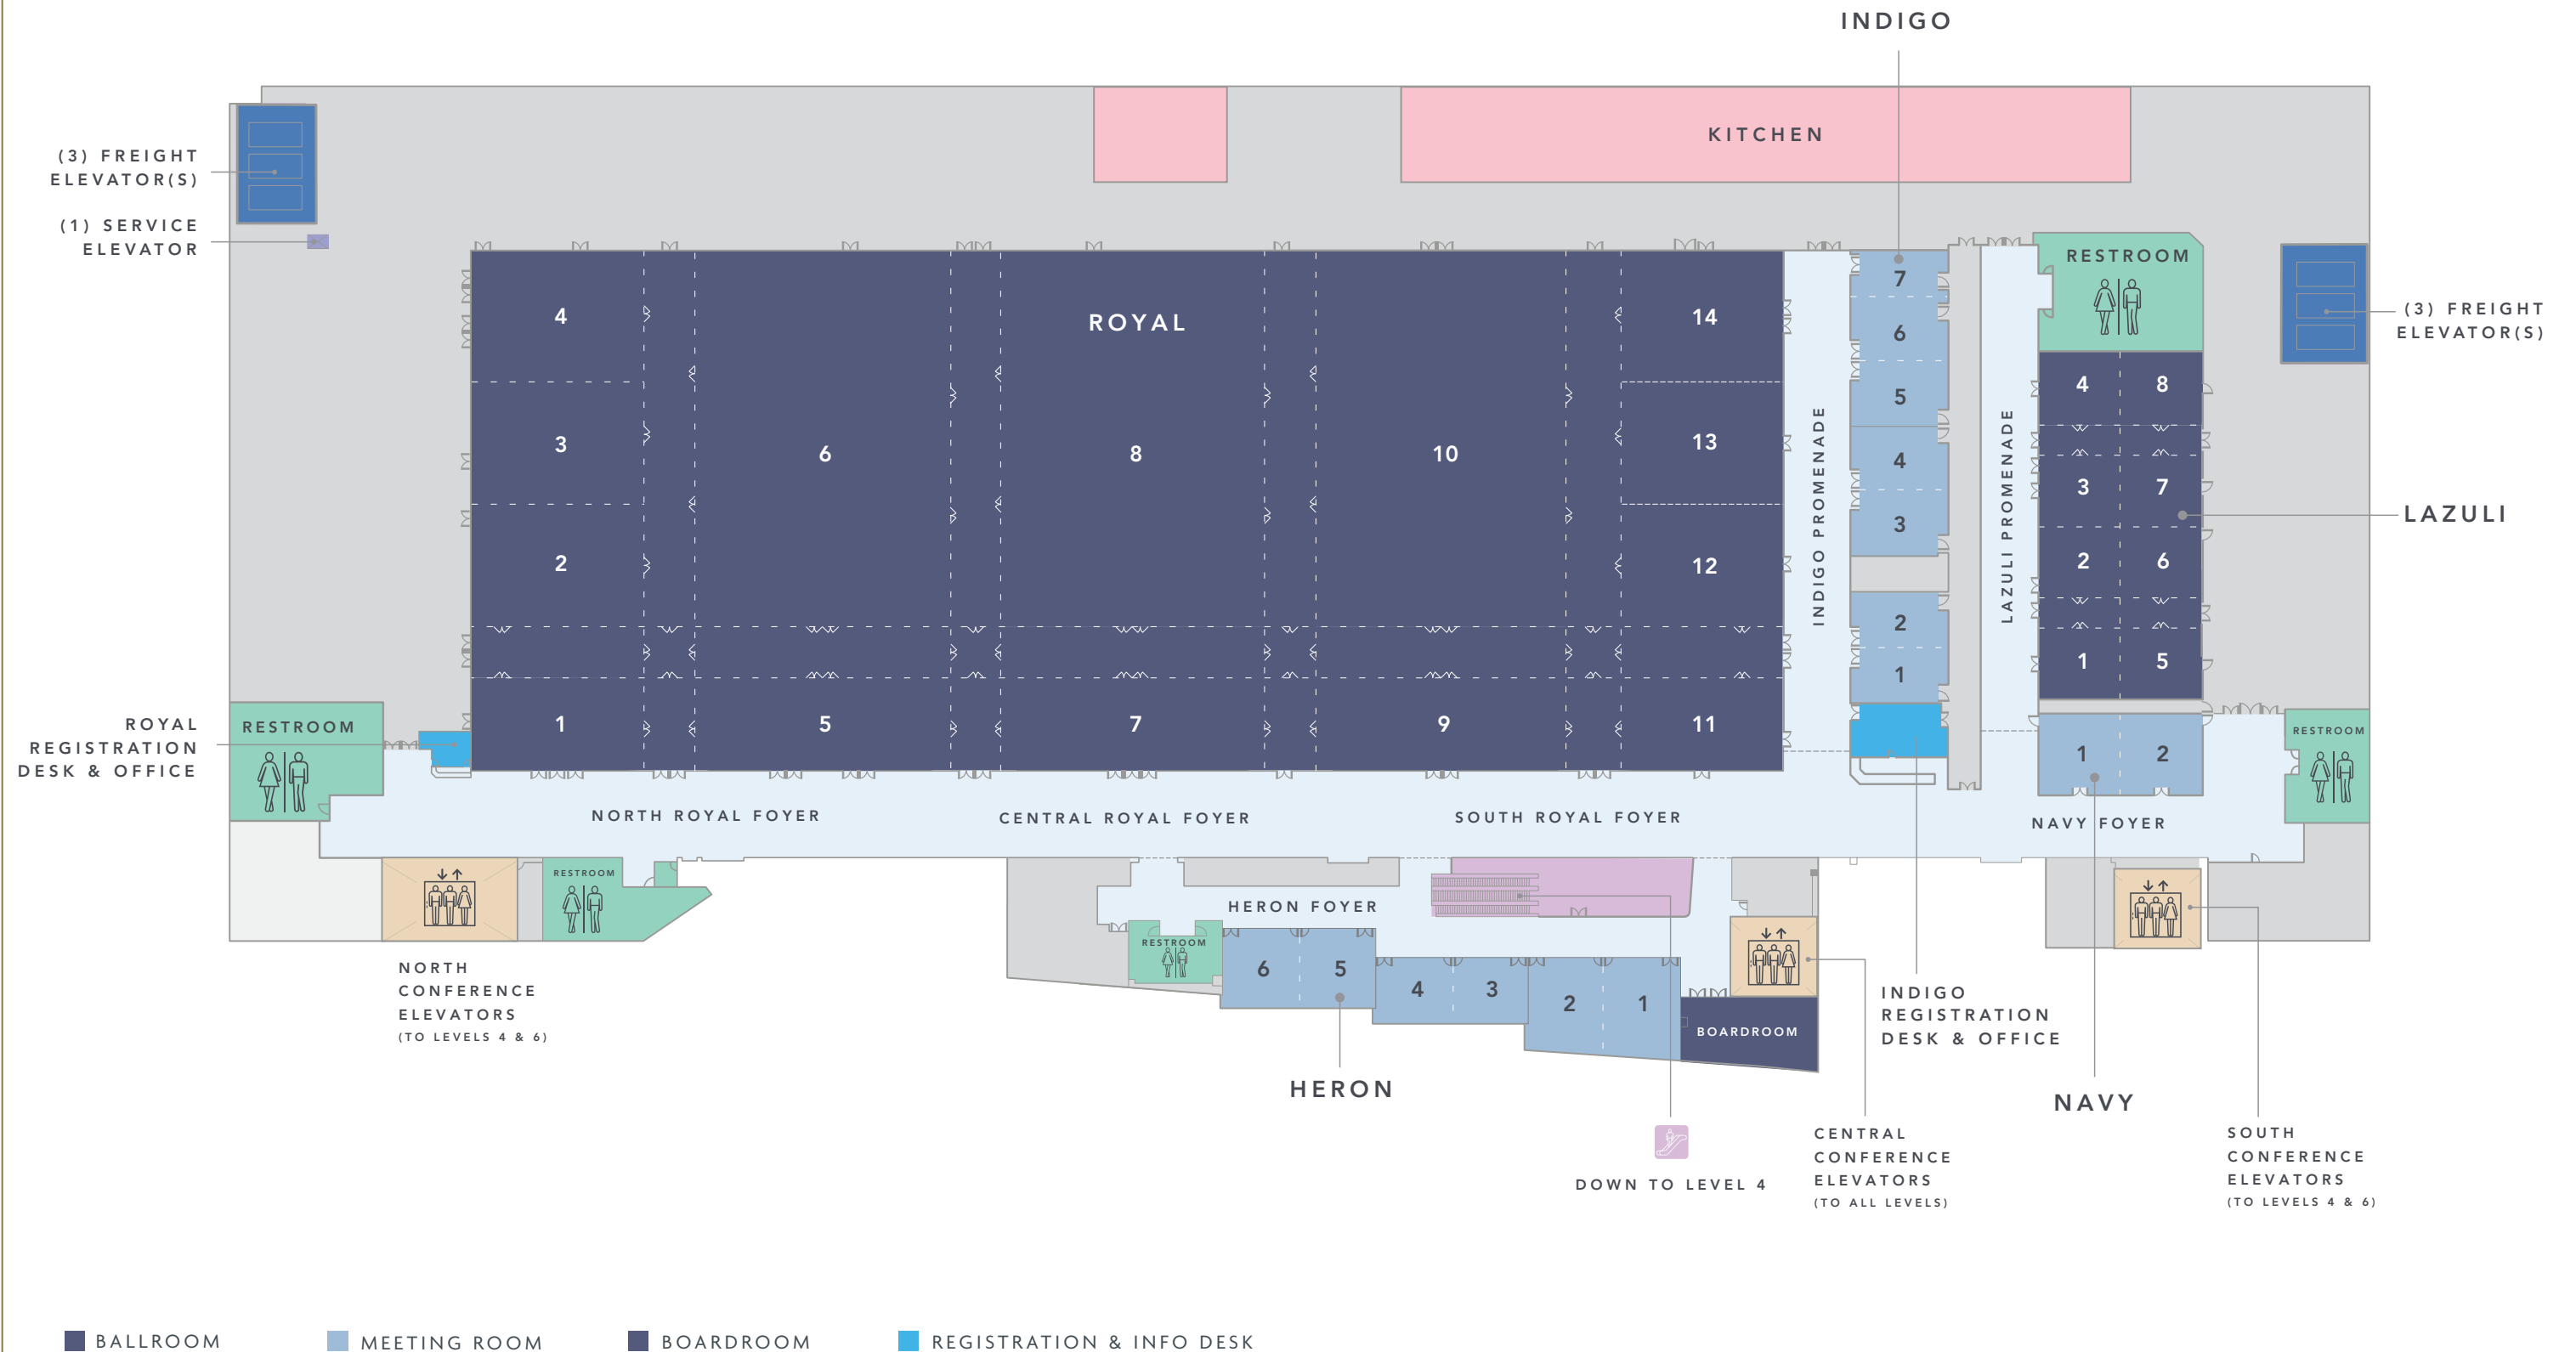 INDIGO
KITCHEN
(3) FREIGHT
ELEVATOR(S)
(1) SERVICE
ELEVATOR
RESTROOM
(3) FREIGHT
ELEVATOR(S)
ROYAL
4
3
2
1
6
5
8
7
10
9
14
13
12
11
INDIGO PROMENADE
7
6
5
4
3
2
1
LAZULI PROMENADE
4 8
3 7
2 6
1 5
LAZULI
ROYAL
REGISTRATION
DESK & OFFICE
RESTROOM
1 2
RESTROOM
NORTH ROYAL FOYER
CENTRAL ROYAL FOYER
SOUTH ROYAL FOYER
NAVY FOYER
RESTROOM
HERON FOYER
RESTROOM
6 5 4 3 2 1
BOARDROOM
NORTH
CONFERENCE
ELEVATORS
(TO LEVELS 4 & 6)
INDIGO
REGISTRATION
DESK & OFFICE
HERON
NAVY
DOWN TO LEVEL 4
CENTRAL
CONFERENCE
ELEVATORS
(TO ALL LEVELS)
SOUTH
CONFERENCE
ELEVATORS
(TO LEVELS 4 & 6)
BALLROOM
MEETING ROOM
BOARDROOM
REGISTRATION & INFO DESK